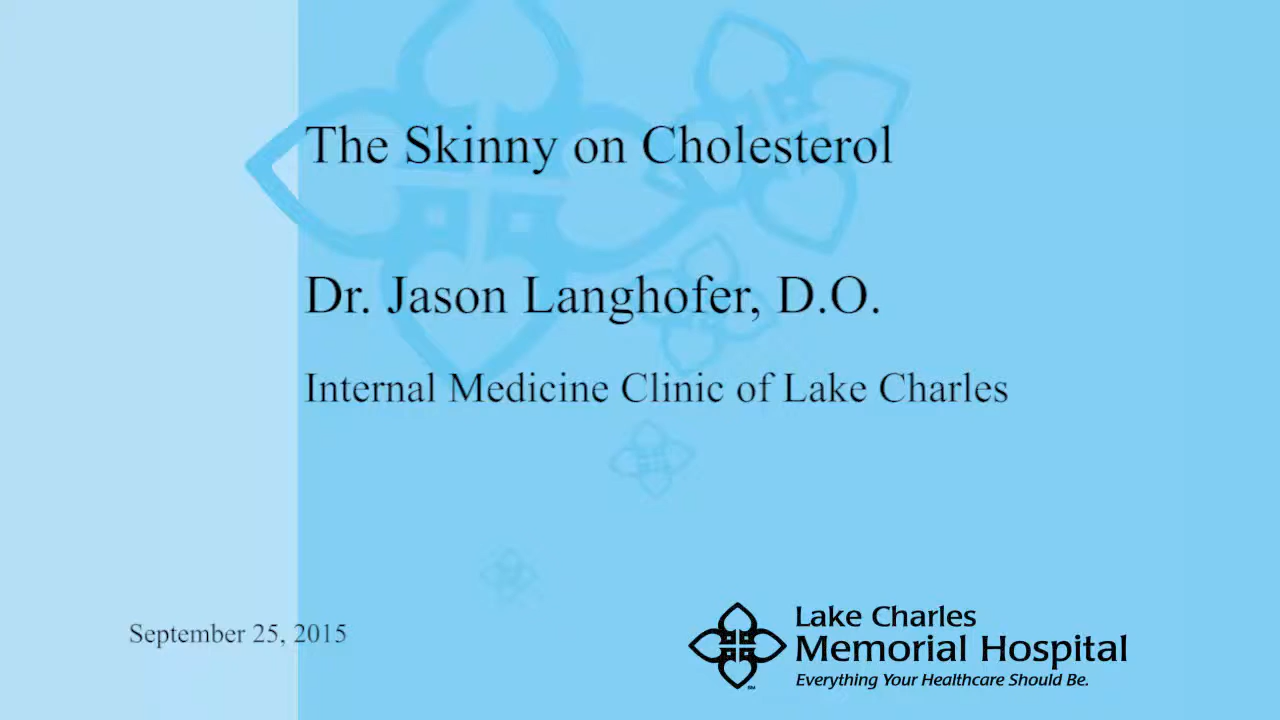 The Skinny on Cholesterol
Dr. Jason Langhofer, D.O.
Internal Medicine Clinic of Lake Charles
September 25, 2015
Lake Charles
Memorial Hospital
Everything Your Healthcare Should Be.
SM